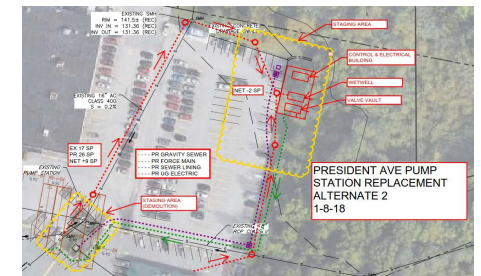 EXISTING SMH
RIM = 141.5± (REC)
INV IN = 131.36 (REC)
INV OUT = 131.36 (REC)
EXISTING CONCRETE
STAGING AREA
CONTROL & ELECTRICAL
BUILDING
WETWELL
VALVE VAULT
NET -2 SP
EXISTING 16" AC
CLASS 400
S = 0.2%
EX 17 SP
PR 26 SP
NET +9 SP
PR GRAVITY SEWER
PR FORCE MAIN
PR SEWER LINING
PR UG ELECTRIC
EXISTING
PUMP STATION
STAGING AREA
(DEMOLITION)
EXISTING
RCP
PRESIDENT AVE PUMP
STATION REPLACEMENT
ALTERNATE 2
1-8-18